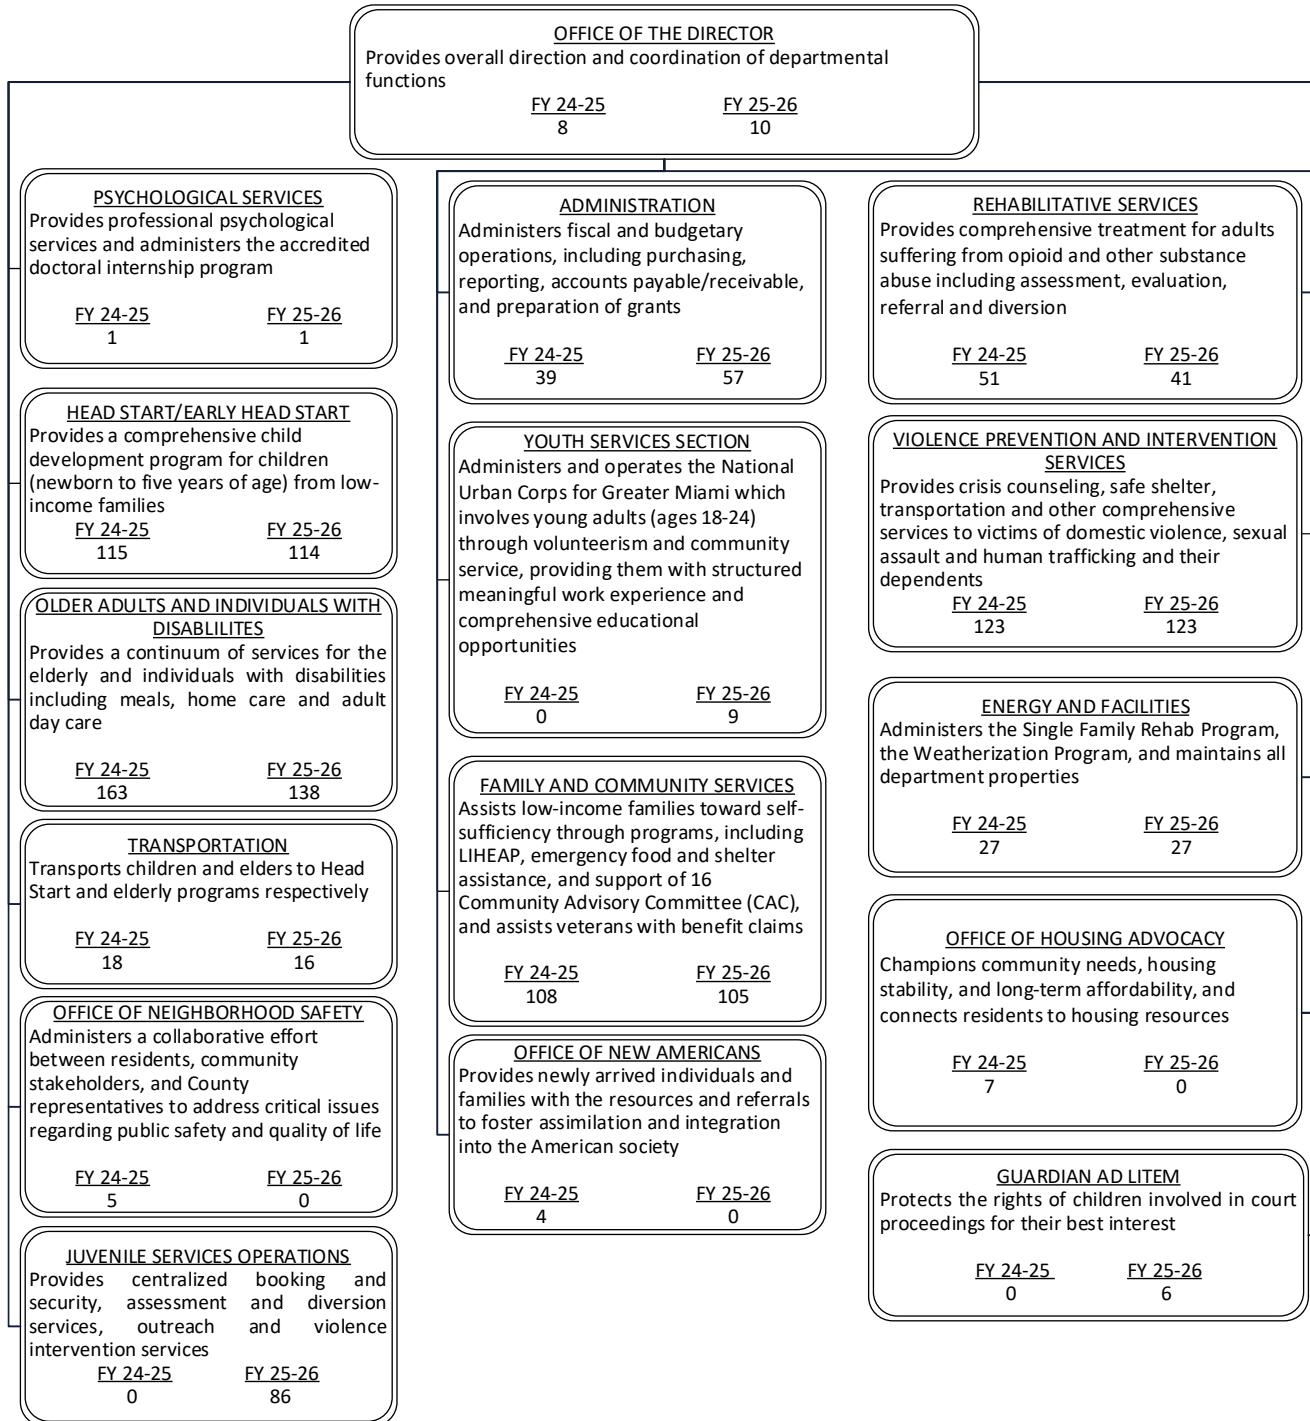 OFFICE OF THE DIRECTOR
Provides overall direction and coordination of departmental
functions
FY 24-25 FY 25-26
8 10
PSYCHOLOGICAL SERVICES
Provides professional psychological
services and administers the accredited
doctoral internship program
FY 24-25 FY 25-26
1 1
HEAD START/EARLY HEAD START
Provides a comprehensive child
development program for children
(newborn to five years of age) from low-
income families
FY 24-25 FY 25-26
115 114
OLDER ADULTS AND INDIVIDUALS WITH
DISABLILITES
Provides a continuum of services for the
elderly and individuals with disabilities
including meals, home care and adult
day care
FY 24-25 FY 25-26
163 138
TRANSPORTATION
Transports children and elders to Head
Start and elderly programs respectively
FY 24-25 FY 25-26
18 16
OFFICE OF NEIGHBORHOOD SAFETY
Administers a collaborative effort
between residents, community
stakeholders, and County
representatives to address critical issues
regarding public safety and quality of life
FY 24-25 FY 25-26
5 0
JUVENILE SERVICES OPERATIONS
Provides centralized booking and
security, assessment and diversion
services, outreach and violence
intervention services
FY 24-25 FY 25-26
0 86
ADMINISTRATION
Administers fiscal and budgetary
operations, including purchasing,
reporting, accounts payable/receivable,
and preparation of grants
FY 24-25 FY 25-26
39 57
YOUTH SERVICES SECTION
Administers and operates the National
Urban Corps for Greater Miami which
involves young adults (ages 18-24)
through volunteerism and community
service, providing them with structured
meaningful work experience and
comprehensive educational
opportunities
FY 24-25 FY 25-26
0 9
FAMILY AND COMMUNITY SERVICES
Assists low-income families toward self-
sufficiency through programs, including
LIHEAP, emergency food and shelter
assistance, and support of 16
Community Advisory Committee (CAC),
and assists veterans with benefit claims
FY 24-25 FY 25-26
108 105
OFFICE OF NEW AMERICANS
Provides newly arrived individuals and
families with the resources and referrals
to foster assimilation and integration
into the American society
FY 24-25 FY 25-26
4 0
REHABILITATIVE SERVICES
Provides comprehensive treatment for adults
suffering from opioid and other substance
abuse including assessment, evaluation,
referral and diversion
FY 24-25 FY 25-26
51 41
VIOLENCE PREVENTION AND INTERVENTION
SERVICES
Provides crisis counseling, safe shelter,
transportation and other comprehensive
services to victims of domestic violence, sexual
assault and human trafficking and their
dependents
FY 24-25 FY 25-26
123 123
ENERGY AND FACILITIES
Administers the Single Family Rehab Program,
the Weatherization Program, and maintains all
department properties
FY 24-25 FY 25-26
27 27
OFFICE OF HOUSING ADVOCACY
Champions community needs, housing
stability, and long-term affordability, and
connects residents to housing resources
FY 24-25 FY 25-26
7 0
GUARDIAN AD LITEM
Protects the rights of children involved in court
proceedings for their best interest
FY 24-25 FY 25-26
0 6